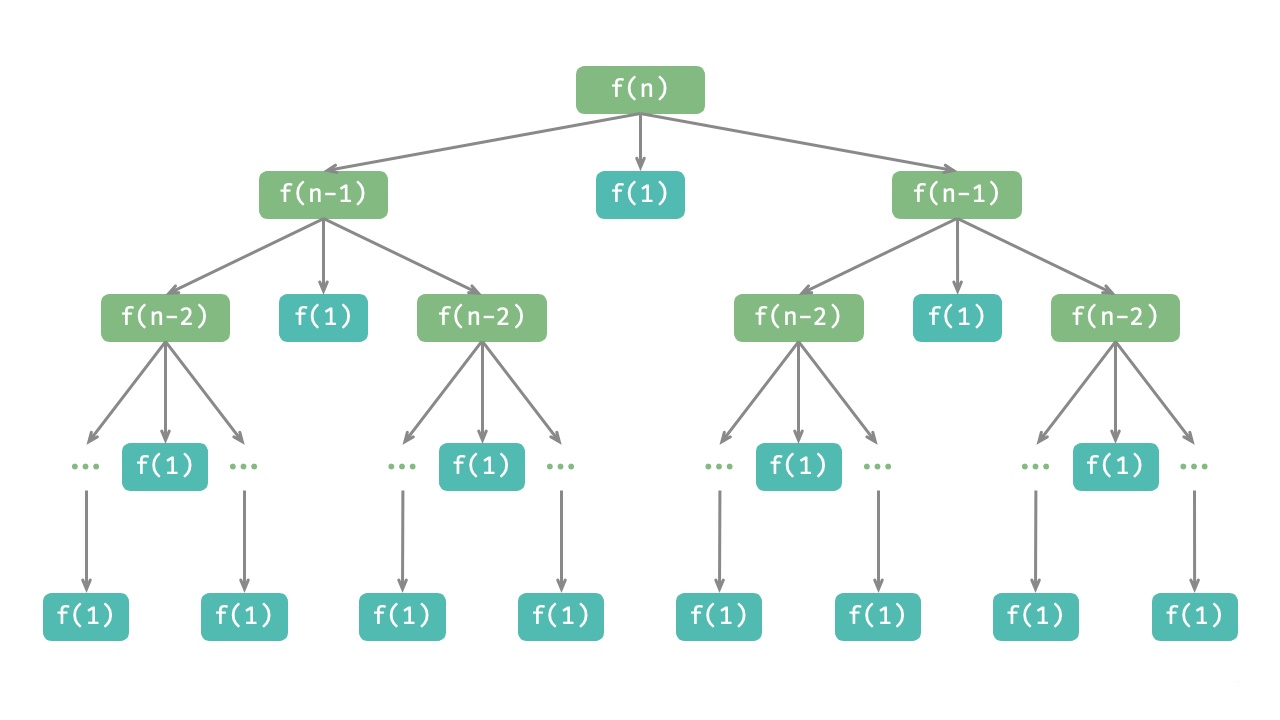 f(n)
f(n-1) f(1) f(n-1)
f(n-2) f(1) f(n-2) f(n-2) f(1) f(n-2)
... f(1) ... ... f(1) ... ... f(1) ... ... f(1) ...
f(1) f(1) f(1) f(1) f(1) f(1) f(1) f(1)